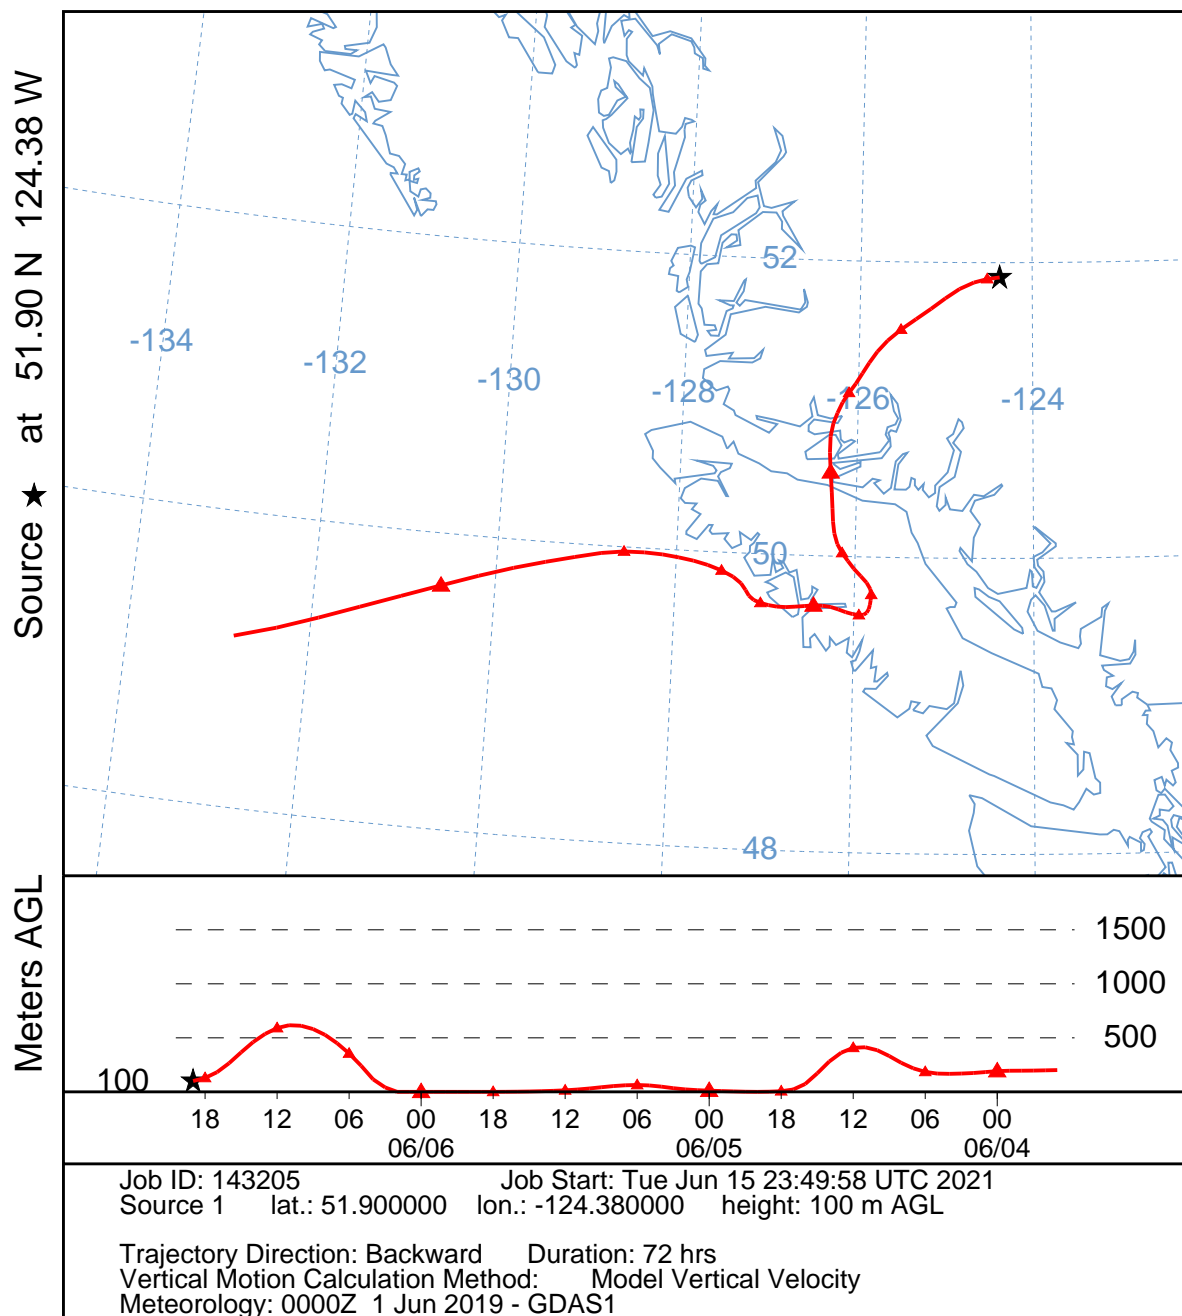 Source ★ at 51.90 N 124.38 W
52
-134
-132
-130
-128
-126
-124
50
48
Meters AGL
1500
1000
500
100
18 12 06 00 18 12 06 00 18 12 06 00
06/06 06/05 06/04
Job ID: 143205 Job Start: Tue Jun 15 23:49:58 UTC 2021
Source 1 lat.: 51.900000 lon.: -124.380000 height: 100 m AGL
Trajectory Direction: Backward Duration: 72 hrs
Vertical Motion Calculation Method: Model Vertical Velocity
Meteorology: 0000Z 1 Jun 2019 - GDAS1